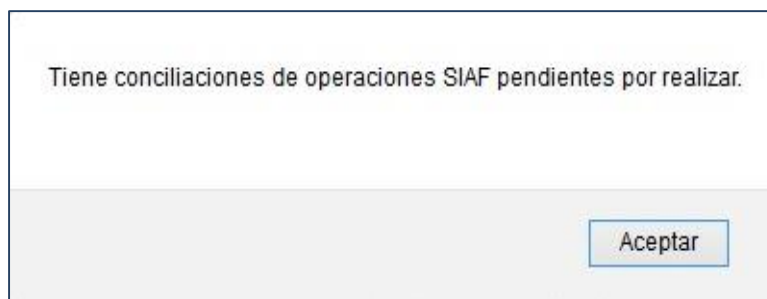 Tiene conciliaciones de operaciones SIAF pendientes por realizar.
Aceptar